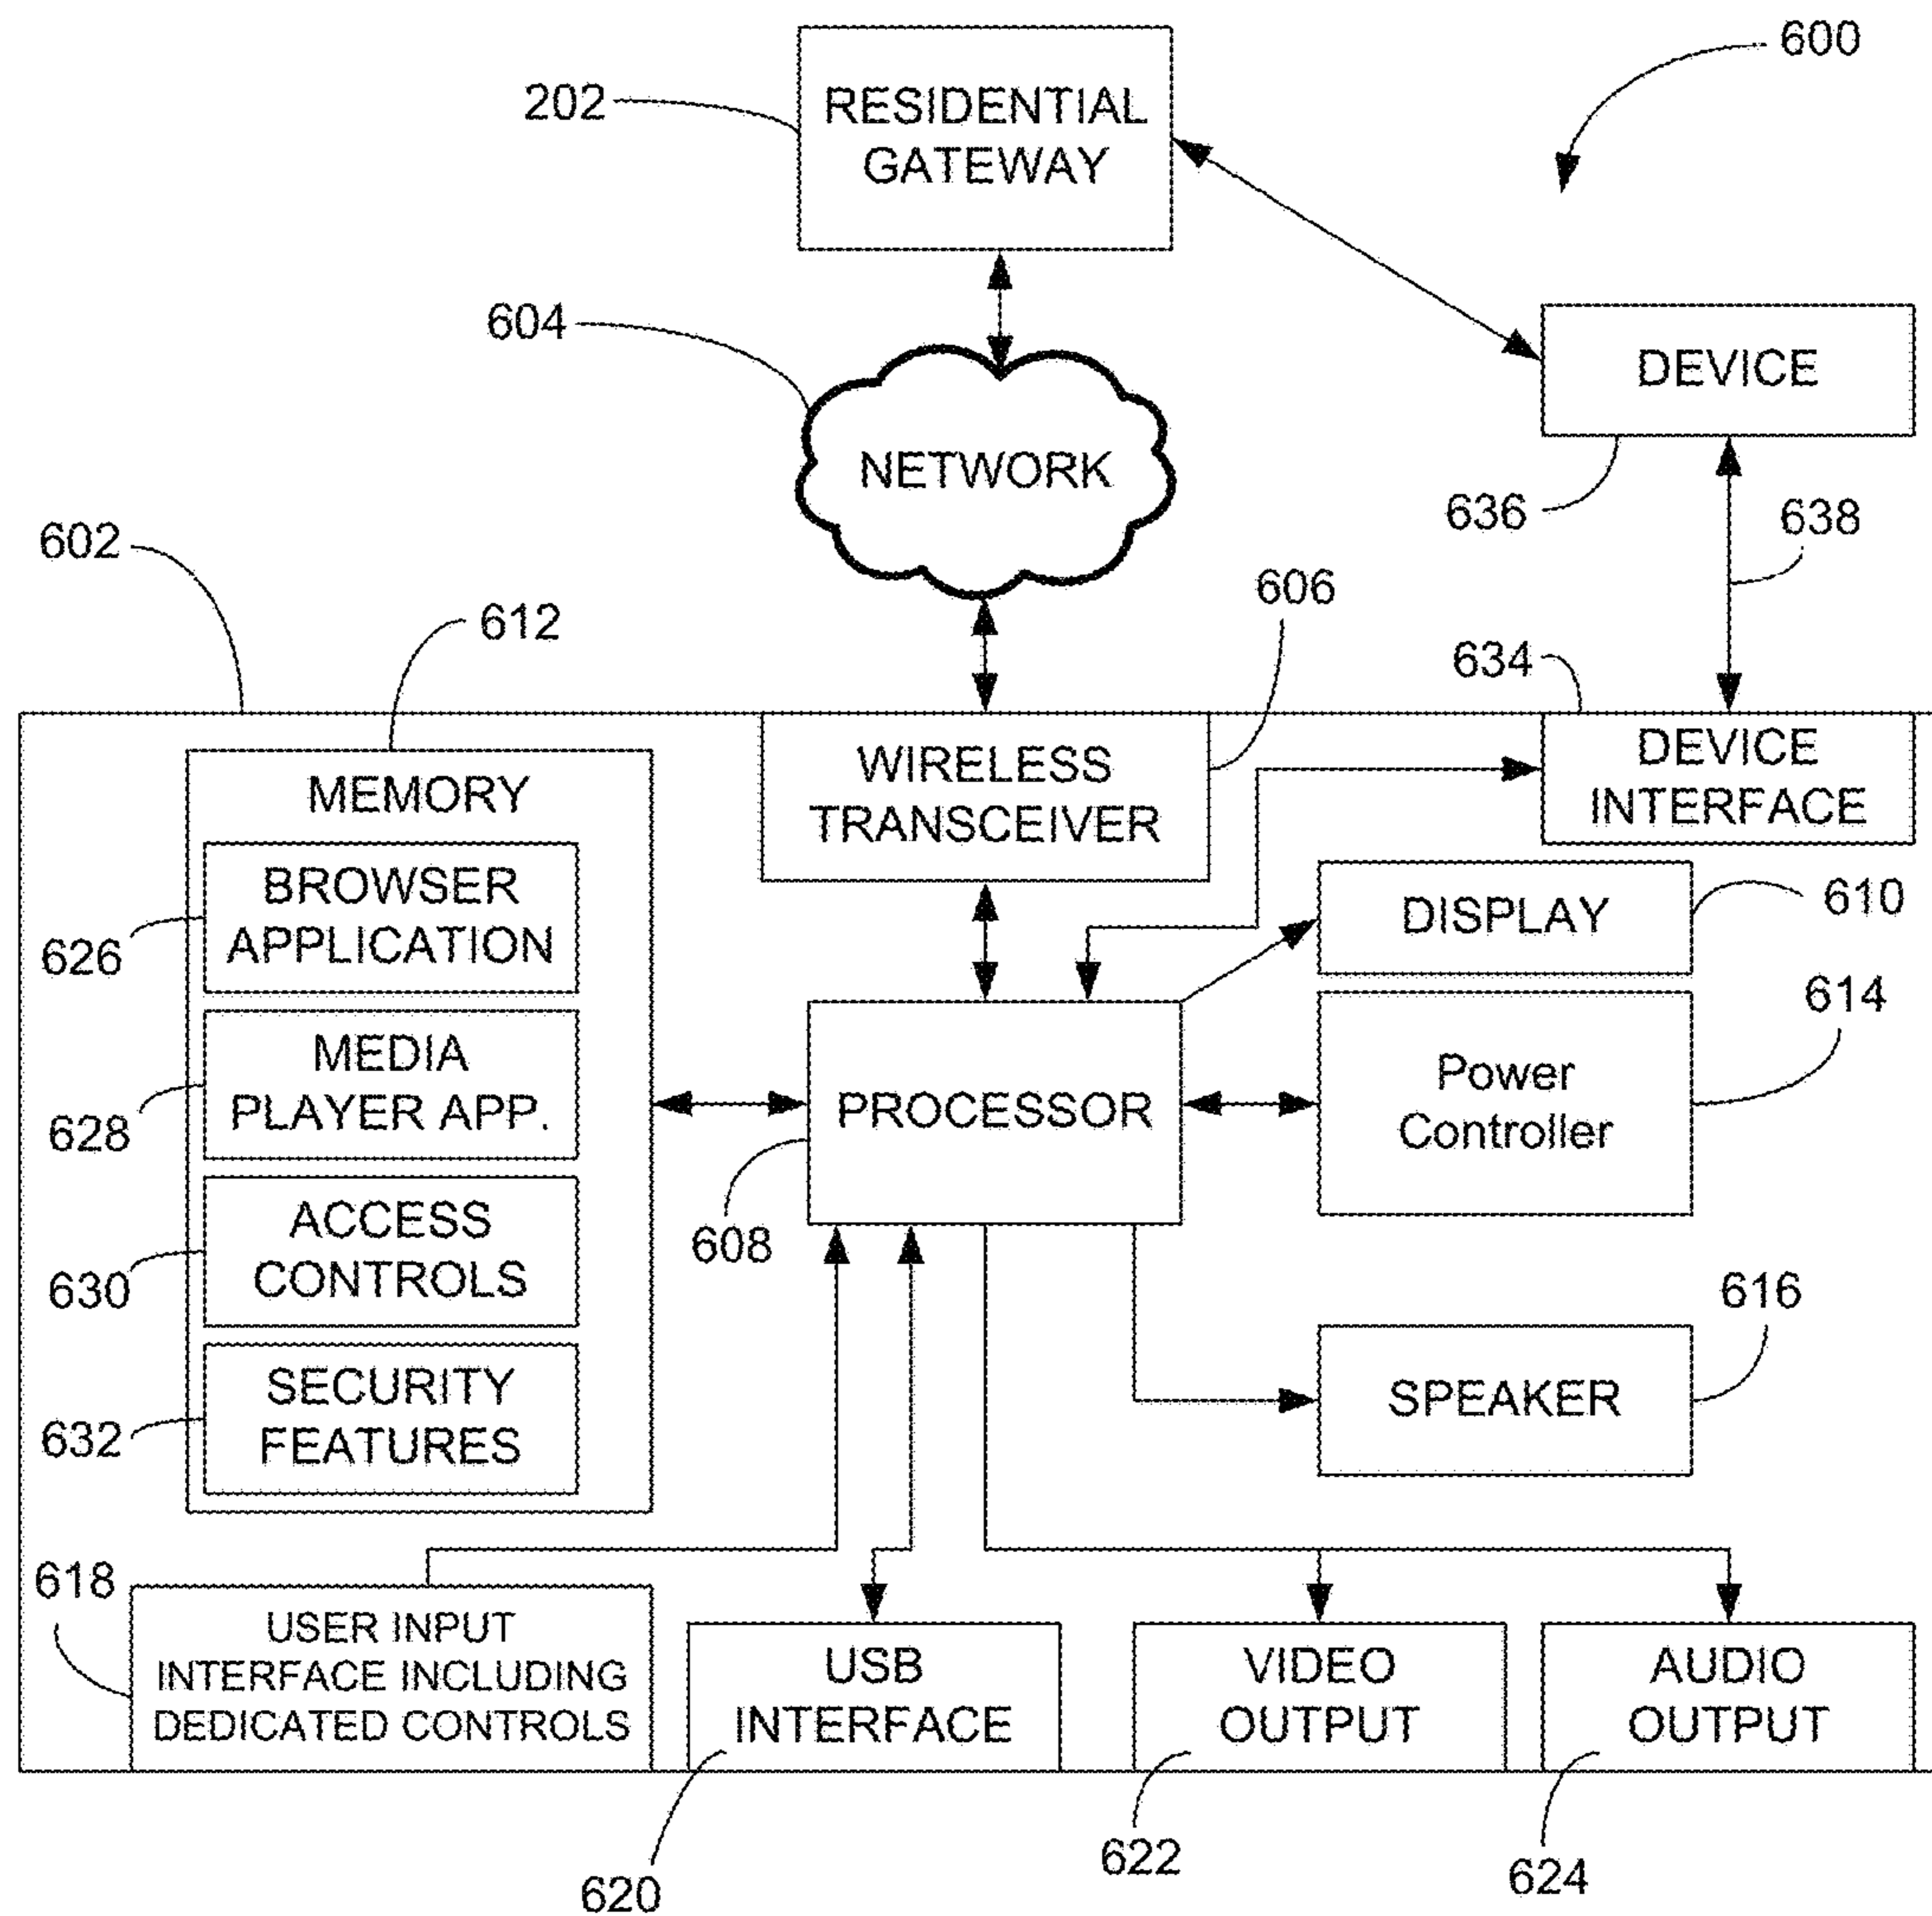 600
202
RESIDENTIAL
GATEWAY
604
DEVICE
NETWORK
636
638
602
606
612
634
MEMORY
WIRELESS
TRANSCEIVER
DEVICE
INTERFACE
BROWSER
APPLICATION
626
DISPLAY
610
614
MEDIA
PLAYER APP.
628
PROCESSOR
Power
Controller
608
ACCESS
CONTROLS
630
616
SECURITY
FEATURES
632
SPEAKER
618
USER INPUT
INTERFACE INCLUDING
DEDICATED CONTROLS
USB
INTERFACE
VIDEO
OUTPUT
AUDIO
OUTPUT
620
622
624